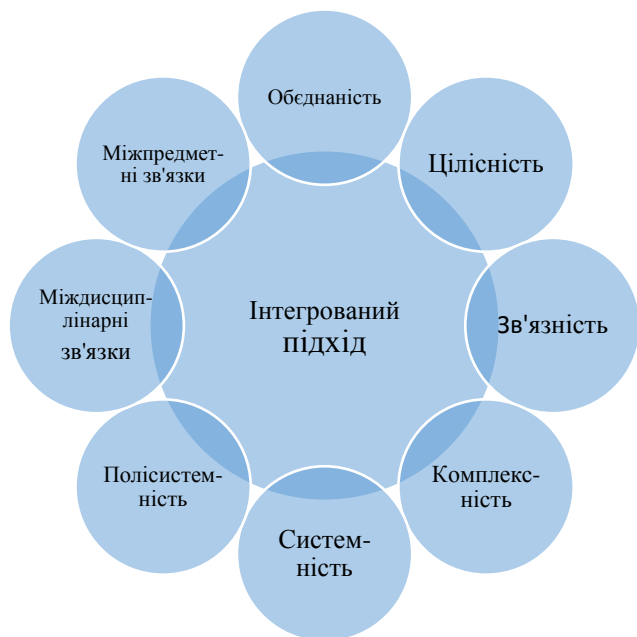 Обєднаність
Цілісність
Зв'язність
Комплекс-
ність
Систем-
ність
Полісистем-
ність
Міждисцип-
лінарні
зв'язки
Міжпредмет-
ні зв'язки
Інтегрований
підхід